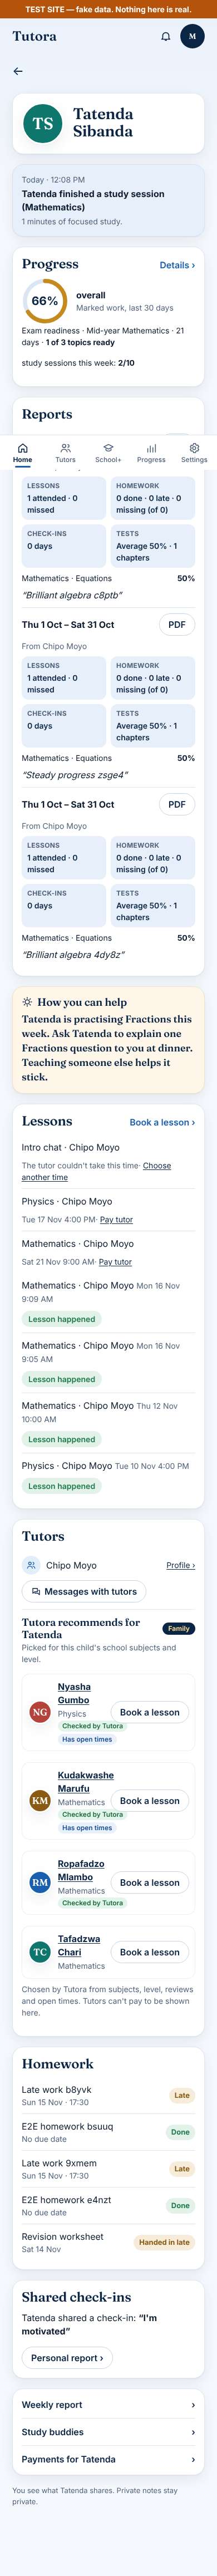 TEST SITE — fake data. Nothing here is real.
Tutora
M
TS
Tatenda
Sibanda
Today · 12:08 PM
Tatenda finished a study session
(Mathematics)
1 minutes of focused study.
Progress
Details ›
66%
overall
Marked work, last 30 days
Exam readiness · Mid-year Mathematics · 21
days · 1 of 3 topics ready
study sessions this week: 2/10
Reports
Home
Tutors
School+
Progress
Settings
LESSONS
1 attended · 0
missed
HOMEWORK
0 done · 0 late · 0
missing (of 0)
CHECK-INS
0 days
TESTS
Average 50% · 1
chapters
Mathematics · Equations
50%
“Brilliant algebra c8ptb”
Thu 1 Oct – Sat 31 Oct
PDF
From Chipo Moyo
LESSONS
1 attended · 0
missed
HOMEWORK
0 done · 0 late · 0
missing (of 0)
CHECK-INS
0 days
TESTS
Average 50% · 1
chapters
Mathematics · Equations
50%
“Steady progress zsge4”
Thu 1 Oct – Sat 31 Oct
PDF
From Chipo Moyo
LESSONS
1 attended · 0
missed
HOMEWORK
0 done · 0 late · 0
missing (of 0)
CHECK-INS
0 days
TESTS
Average 50% · 1
chapters
Mathematics · Equations
50%
“Brilliant algebra 4dy8z”
How you can help
Tatenda is practising Fractions this
week. Ask Tatenda to explain one
Fractions question to you at dinner.
Teaching someone else helps it
stick.
Lessons
Book a lesson ›
Intro chat · Chipo Moyo
The tutor couldn't take this time· Choose
another time
Physics · Chipo Moyo
Tue 17 Nov 4:00 PM· Pay tutor
Mathematics · Chipo Moyo
Sat 21 Nov 9:00 AM· Pay tutor
Mathematics · Chipo Moyo Mon 16 Nov
9:09 AM
Lesson happened
Mathematics · Chipo Moyo Mon 16 Nov
9:05 AM
Lesson happened
Mathematics · Chipo Moyo Thu 12 Nov
10:00 AM
Lesson happened
Physics · Chipo Moyo Tue 10 Nov 4:00 PM
Lesson happened
Tutors
Chipo Moyo
Profile ›
Messages with tutors
Tutora recommends for
Tatenda
Family
Picked for this child's school subjects and
level.
NG
Nyasha
Gumbo
Physics
Checked by Tutora
Has open times
Book a lesson
KM
Kudakwashe
Marufu
Mathematics
Checked by Tutora
Has open times
Book a lesson
RM
Ropafadzo
Mlambo
Mathematics
Checked by Tutora
Book a lesson
TC
Tafadzwa
Chari
Mathematics
Book a lesson
Chosen by Tutora from subjects, level, reviews
and open times. Tutors can't pay to be shown
here.
Homework
Late work b8yvk
Sun 15 Nov · 17:30
Late
E2E homework bsuuq
No due date
Done
Late work 9xmem
Sun 15 Nov · 17:30
Late
E2E homework e4nzt
No due date
Done
Revision worksheet
Sat 14 Nov
Handed in late
Shared check-ins
Tatenda shared a check-in: “I'm
motivated”
Personal report ›
Weekly report ›
Study buddies ›
Payments for Tatenda ›
You see what Tatenda shares. Private notes stay
private.